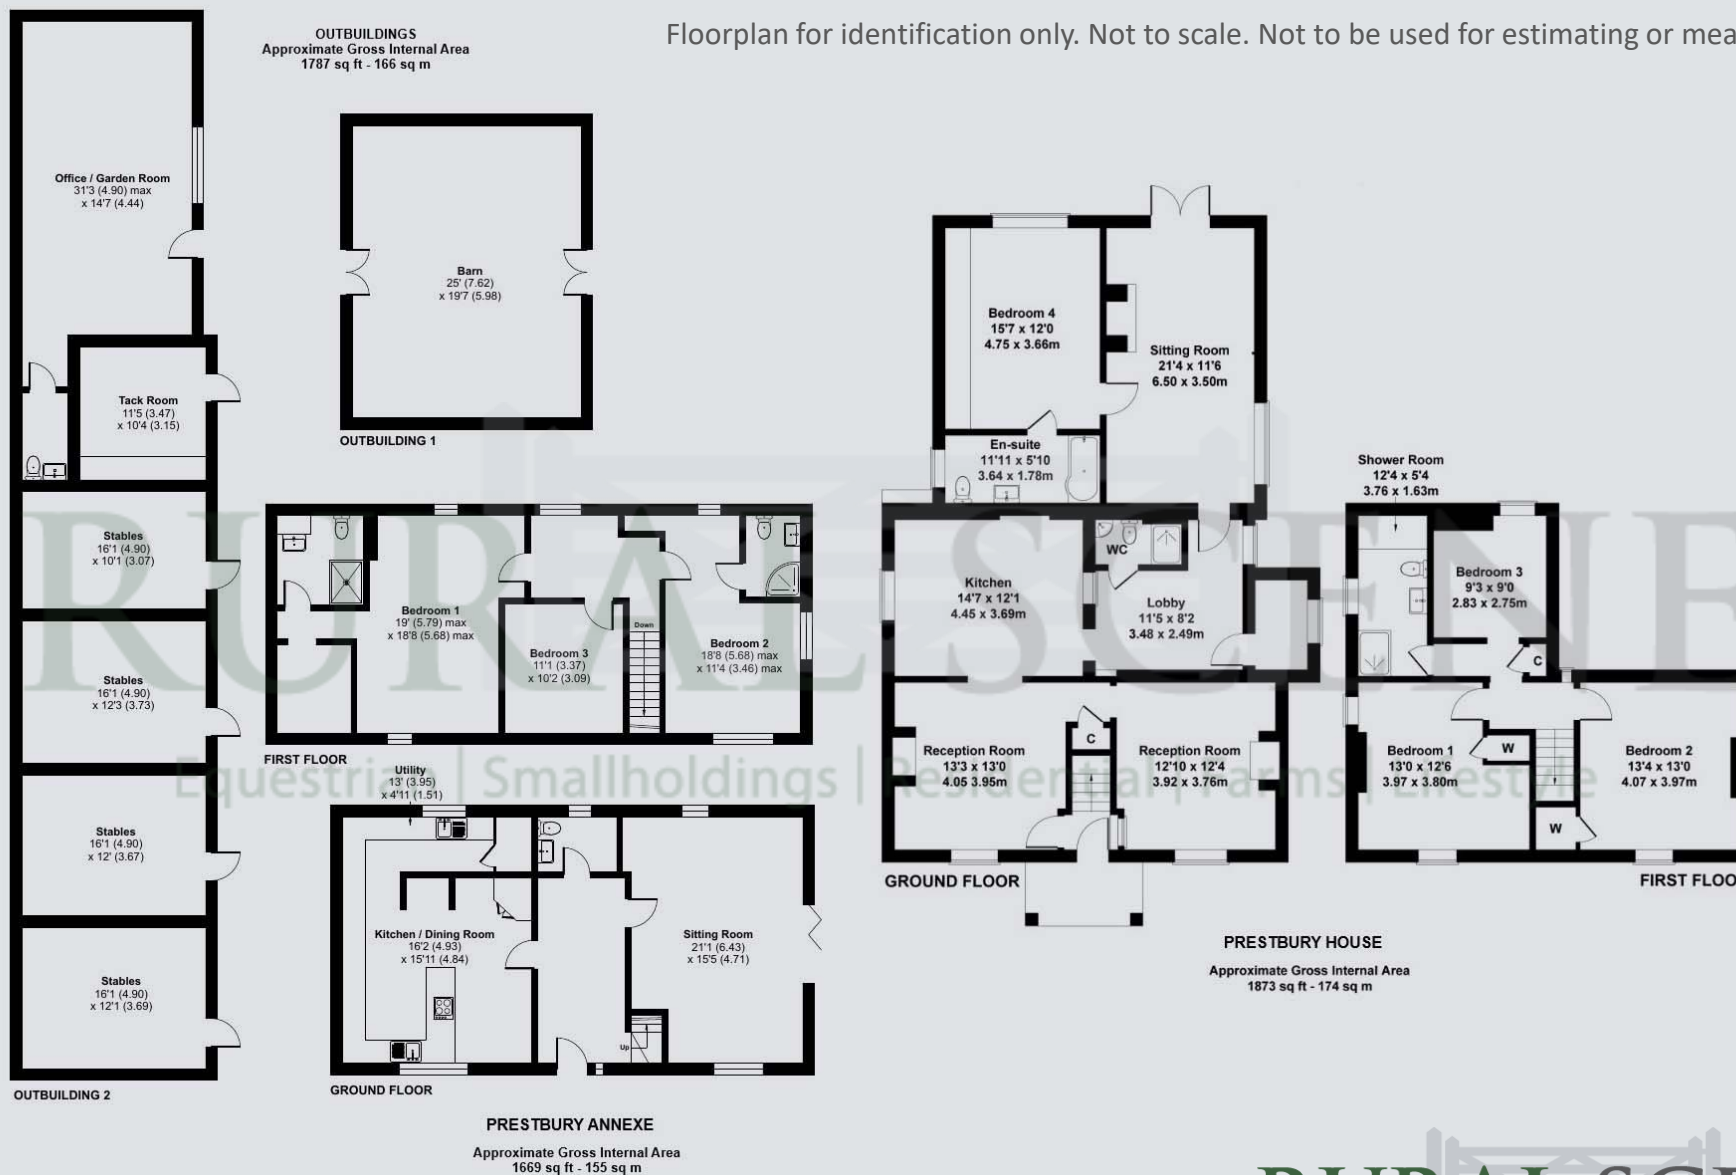 Floorplan for identification only. Not to scale. Not to be used for estimating or mea
OUTBUILDINGS
Approximate Gross Internal Area
1787 sq ft - 166 sq m
Office / Garden Room
31'3 (4.90) max
x 14'7 (4.44)
Tack Room
11'5 (3.47)
x 10'4 (3.15)
Stables
16'1 (4.90)
x 10'1 (3.07)
Stables
16'1 (4.90)
x 12'3 (3.73)
Stables
16'1 (4.90)
x 12' (3.67)
Stables
16'1 (4.90)
x 12'1 (3.69)
OUTBUILDING 2
Barn
25' (7.62)
x 19'7 (5.98)
OUTBUILDING 1
Bedroom 1
19' (5.79) max
x 18'8 (5.68) max
Bedroom 3
11'1 (3.37)
x 10'2 (3.09)
Down
Bedroom 2
18'8 (5.68) max
x 11'4 (3.46) max
FIRST FLOOR
Utility
13' (3.95)
x 4'11 (1.51)
Kitchen / Dining Room
16'2 (4.93)
x 15'11 (4.84)
Sitting Room
21'1 (6.43)
x 15'5 (4.71)
Up
GROUND FLOOR
PRESTBURY ANNEXE
Approximate Gross Internal Area
1669 sq ft - 155 sq m
Bedroom 4
15'7 x 12'0
4.75 x 3.66m
Sitting Room
21'4 x 11'6
6.50 x 3.50m
En-suite
11'11 x 5'10
3.64 x 1.78m
Kitchen
14'7 x 12'1
4.45 x 3.69m
WC
Lobby
11'5 x 8'2
3.48 x 2.49m
Reception Room
13'3 x 13'0
4.05 3.95m
C
Reception Room
12'10 x 12'4
3.92 x 3.76m
GROUND FLOOR
Shower Room
12'4 x 5'4
3.76 x 1.63m
Bedroom 3
9'3 x 9'0
2.83 x 2.75m
C
Bedroom 1
13'0 x 12'6
3.97 x 3.80m
W
W
Bedroom 2
13'4 x 13'0
4.07 x 3.97m
FIRST FLOO
PRESTBURY HOUSE
Approximate Gross Internal Area
1873 sq ft - 174 sq m
RURAL SCENE
Equestrian | Smallholdings | Residential | Farms | Lifestyle
RURAL SCE